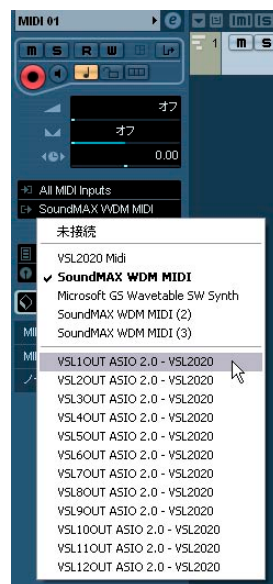 MIDI 01
M S R W
1 M S
オフ
オフ
0.00
All MIDI Inputs
SoundMAX WDM MIDI
未接続
VSL2020 Midi
✓ SoundMAX WDM MIDI
Microsoft GS Wavetable SW Synth
SoundMAX WDM MIDI (2)
SoundMAX WDM MIDI (3)
VSL1OUT ASIO 2.0 - VSL2020
VSL2OUT ASIO 2.0 - VSL2020
VSL3OUT ASIO 2.0 - VSL2020
VSL4OUT ASIO 2.0 - VSL2020
VSL5OUT ASIO 2.0 - VSL2020
VSL6OUT ASIO 2.0 - VSL2020
VSL7OUT ASIO 2.0 - VSL2020
VSL8OUT ASIO 2.0 - VSL2020
VSL9OUT ASIO 2.0 - VSL2020
VSL10OUT ASIO 2.0 - VSL2020
VSL11OUT ASIO 2.0 - VSL2020
VSL12OUT ASIO 2.0 - VSL2020